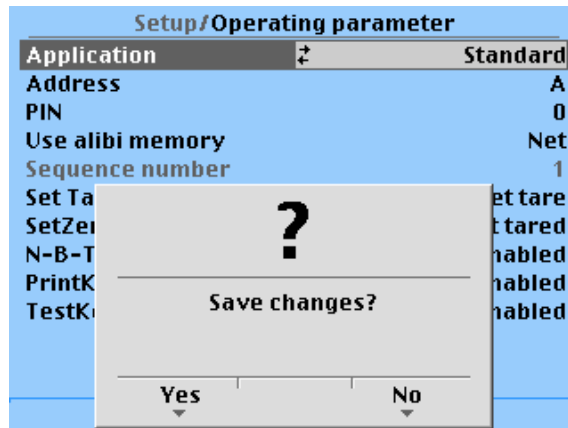 Setup/Operating parameter
Application Standard
Address A
PIN 0
Use alibi memory Net
Sequence number 1
Set Ta et tare
SetZe t tared
N-B-T nabled
PrintK nabled
TestK nabled
?
Save changes?
Yes No